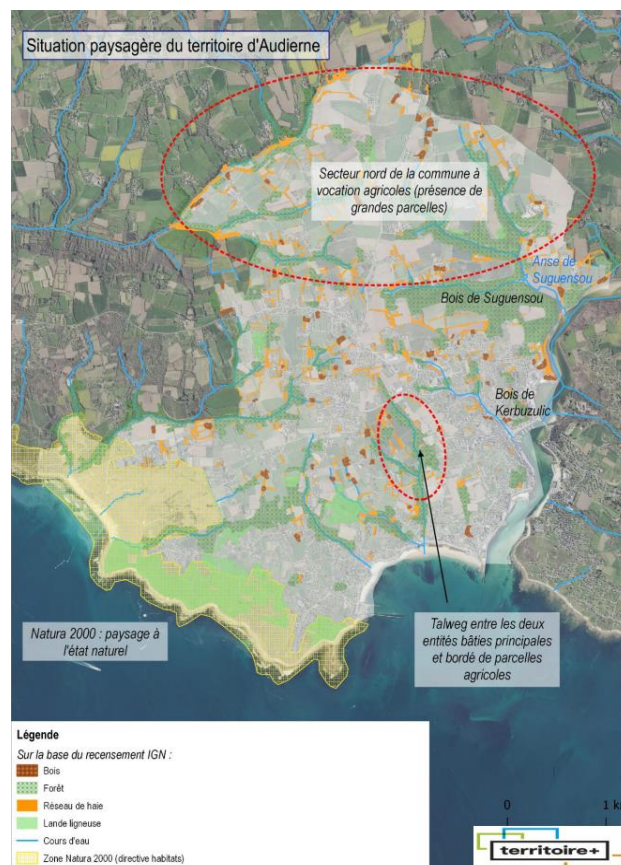 Situation paysagère du territoire d'Audierne
Secteur nord de la commune à
vocation agricoles (présence de
grandes parcelles)
Anse de
Suguensou
Bois de Suguensou
Bois de
Kerbuzulic
Natura 2000 : paysage à
l'état naturel
Talweg entre les deux
entités bâties principales
et bordé de parcelles
agricoles
Légende
Sur la base du recensement IGN :
Bois
Forêt
Réseau de haie
Lande ligneuse
Cours d'eau
Zone Natura 2000 (directive habitats)
0 1 k
territoire+